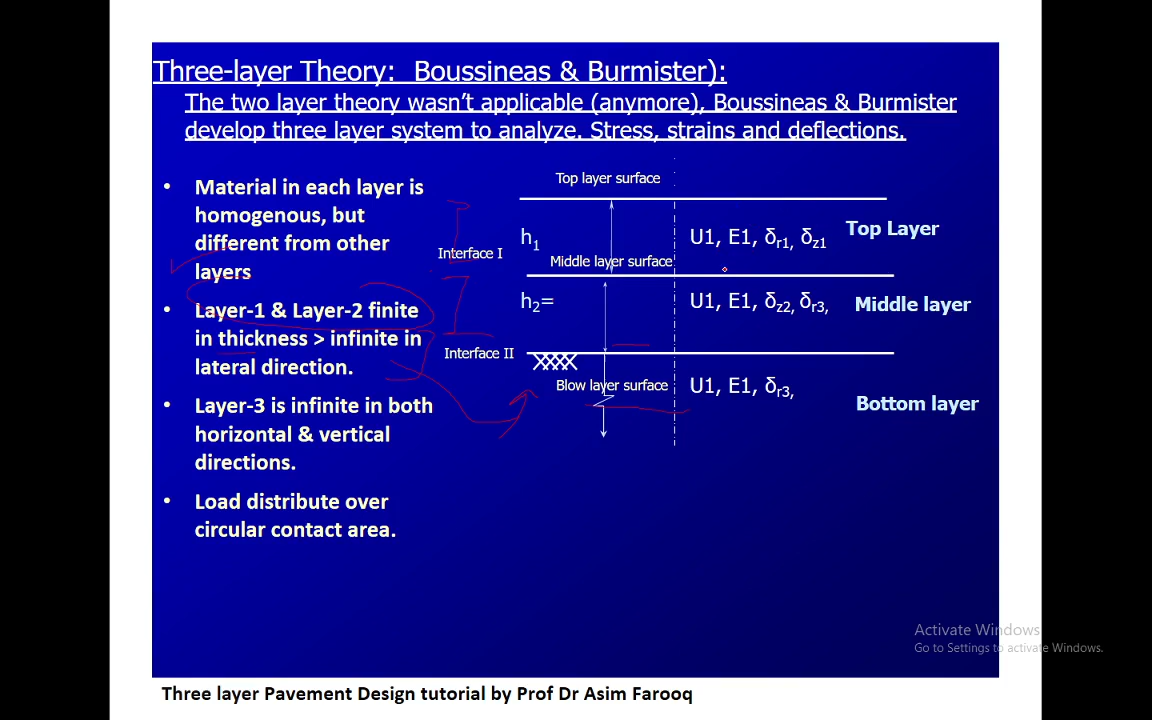 Three-layer Theory: Boussineas & Burmister):
The two layer theory wasn't applicable (anymore), Boussineas & Burmister
develop three layer system to analyze. Stress, strains and deflections.
• Material in each layer is
homogenous, but
different from other
layers
• Layer-1 & Layer-2 finite
in thickness > infinite in
lateral direction.
• Layer-3 is infinite in both
horizontal & vertical
directions.
• Load distribute over
circular contact area.
Top layer surface
h1
U1, E1, δr1, δz1
Top Layer
Interface I
Middle layer surface
h2=
U1, E1, δz2, δr3,
Middle layer
Interface II
Blow layer surface
U1, E1, δr3,
Bottom layer
Activate Windows
Go to Settings to activate Windows.
Three layer Pavement Design tutorial by Prof Dr Asim Farooq